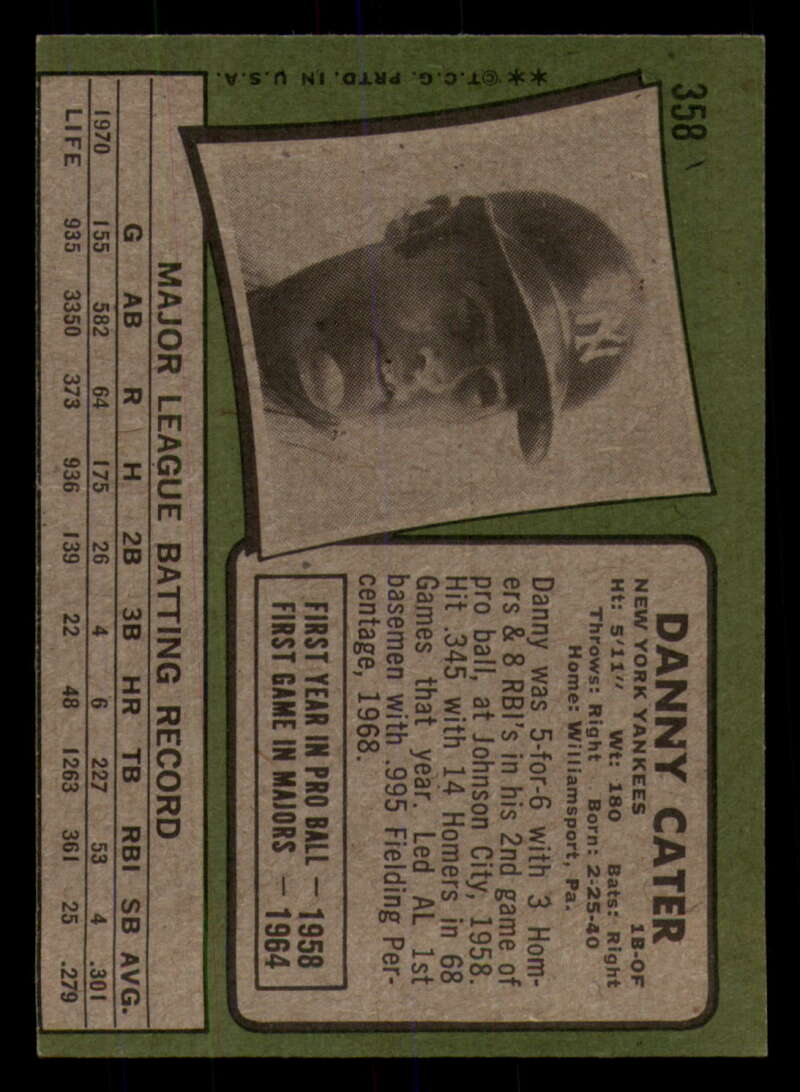 358
**©T.C.G. PRTD. IN U.S.A.
NY
DANNY CATER
NEW YORK YANKEES 1B-OF
Ht: 5'11" Wt: 180 Bats: Right
Throws: Right Born: 2-25-40
Home: Williamsport, Pa.
Danny was 5-for-6 with 3 Hom-
ers & 8 RBI's in his 2nd game of
pro ball, at Johnson City, 1958.
Hit .345 with 14 Homers in 68
Games that year. Led AL 1st
basemen with .995 Fielding Per-
centage, 1968.
FIRST YEAR IN PRO BALL — 1958
FIRST GAME IN MAJORS — 1964
MAJOR LEAGUE BATTING RECORD
G AB R H 2B 3B HR TB RBI SB AVG.
1970 155 582 64 175 26 4 6 227 53 4 .301
LIFE 935 3350 373 936 139 22 48 1263 361 25 .279